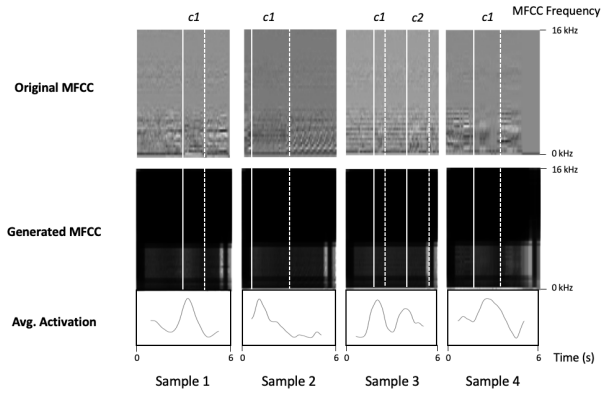 c1 c1 c1 c2 c1 MFCC Frequency
16 kHz
Original MFCC
0 kHz
16 kHz
Generated MFCC
0 kHz
Avg. Activation
0 6 0 6 0 6 0 6 Time (s)
Sample 1 Sample 2 Sample 3 Sample 4